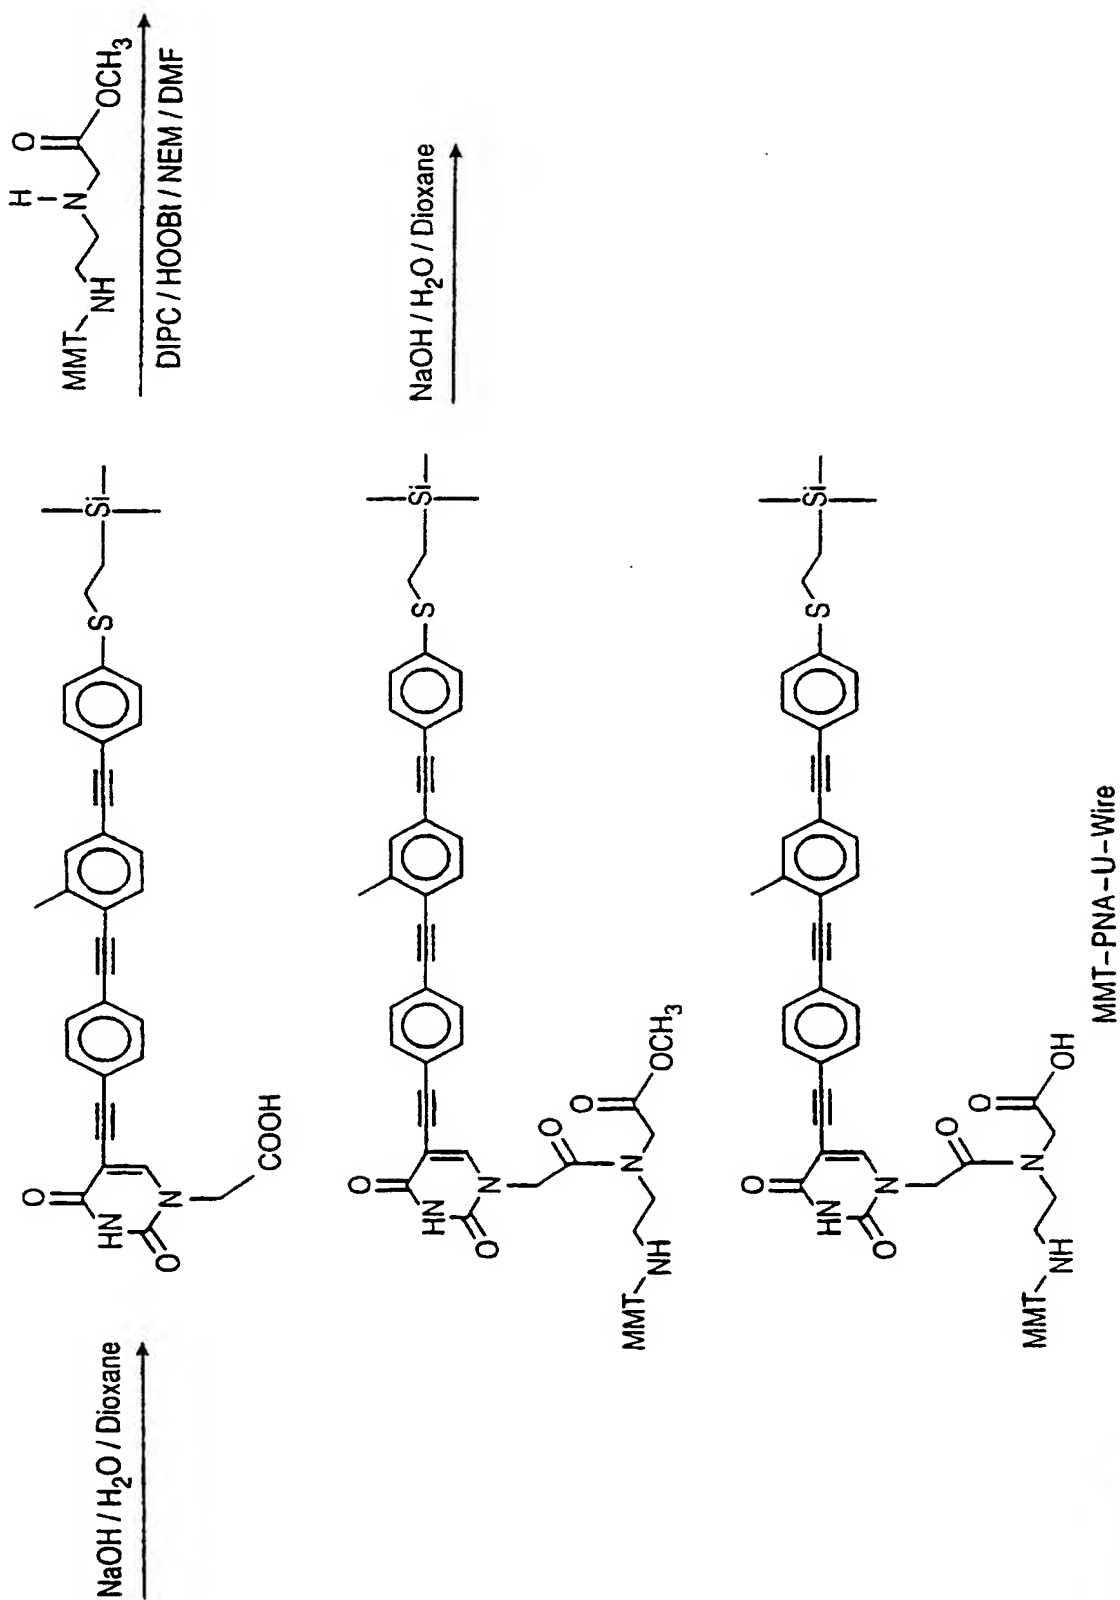 NaOH / H₂O / Dioxane
O
HN
O
N
COOH
S
Si
MMT
NH
H
N
O
OCH₃
DIPC / HOOBt / NEM / DMF
O
HN
O
N
O
N
O
OCH₃
MMT
NH
S
Si
NaOH / H₂O / Dioxane
O
HN
O
N
O
N
O
OH
MMT
NH
S
Si
MMT-PNA-U-Wire